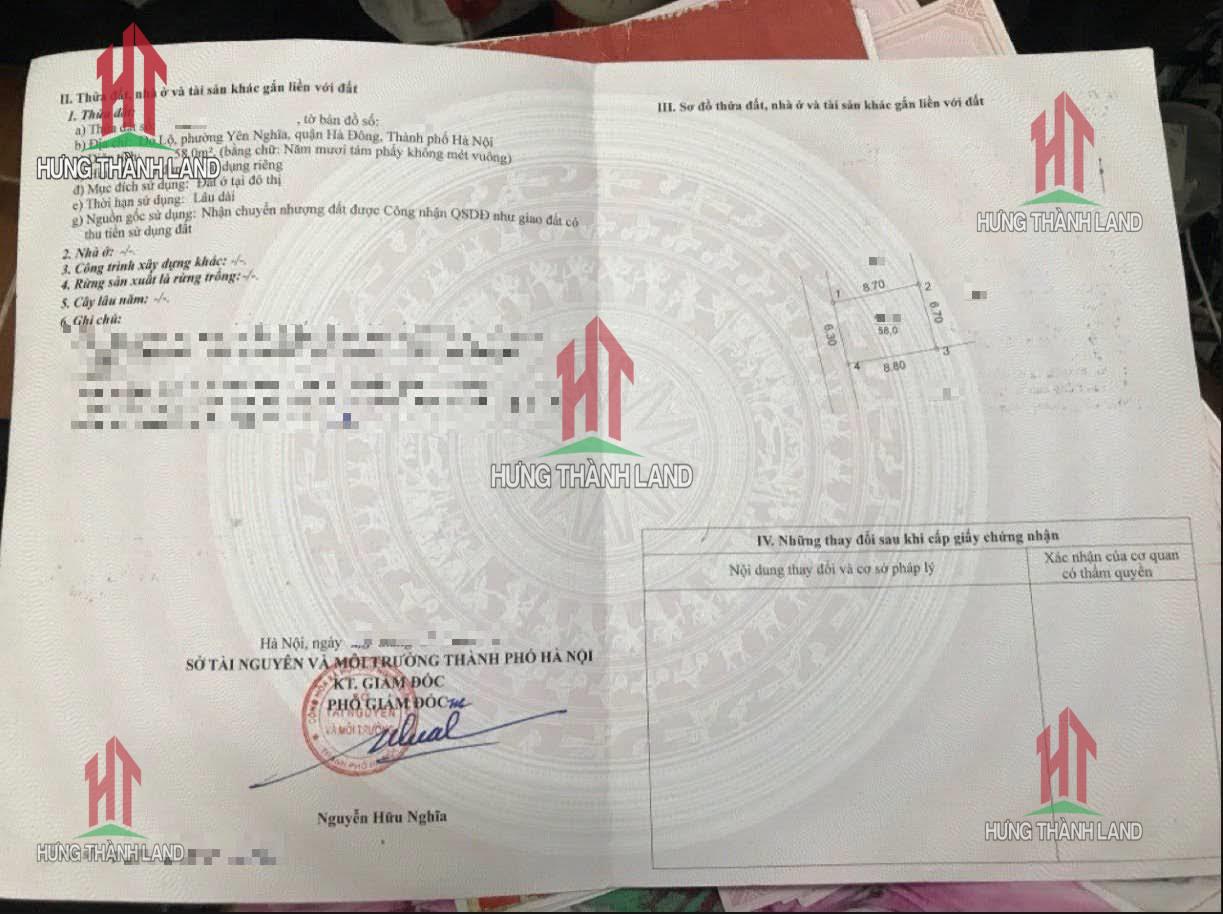 II. Thửa đất, nhà ở và tài sản khác gắn liền với đất
1. Thửa đất:
a) Thửa đất số: , tờ bản đồ số:
b) Địa chỉ: Do Lộ, phường Yên Nghĩa, quận Hà Đông, Thành phố Hà Nội
58,0m², (bằng chữ: Năm mươi tám phẩy không mét vuông)
dụng riêng
đ) Mục đích sử dụng: Đất ở tại đô thị
e) Thời hạn sử dụng: Lâu dài
g) Nguồn gốc sử dụng: Nhận chuyển nhượng đất được Công nhận QSDĐ như giao đất có
thu tiền sử dụng đất
2. Nhà ở: -/-.
3. Công trình xây dựng khác: -/-.
4. Rừng sản xuất là rừng trồng: -/-.
5. Cây lâu năm: -/-.
6. Ghi chú:
Hà Nội, ngày
SỞ TÀI NGUYÊN VÀ MÔI TRƯỜNG THÀNH PHỐ HÀ NỘI
KT. GIÁM ĐỐC
PHÓ GIÁM ĐỐC
SỞ
TÀI NGUYÊN
VÀ MÔI TRƯỜNG
Nguyễn Hữu Nghĩa
III. Sơ đồ thửa đất, nhà ở và tài sản khác gắn liền với đất
1
8.70
2
6.30
58,0
6.70
4
8.80
3
IV. Những thay đổi sau khi cấp giấy chứng nhận
Nội dung thay đổi và cơ sở pháp lý
Xác nhận của cơ quan
có thẩm quyền
HƯNG THÀNH LAND
HƯNG THÀNH LAND
HƯNG THÀNH LAND
HƯNG THÀNH LAND
HƯNG THÀNH LAND